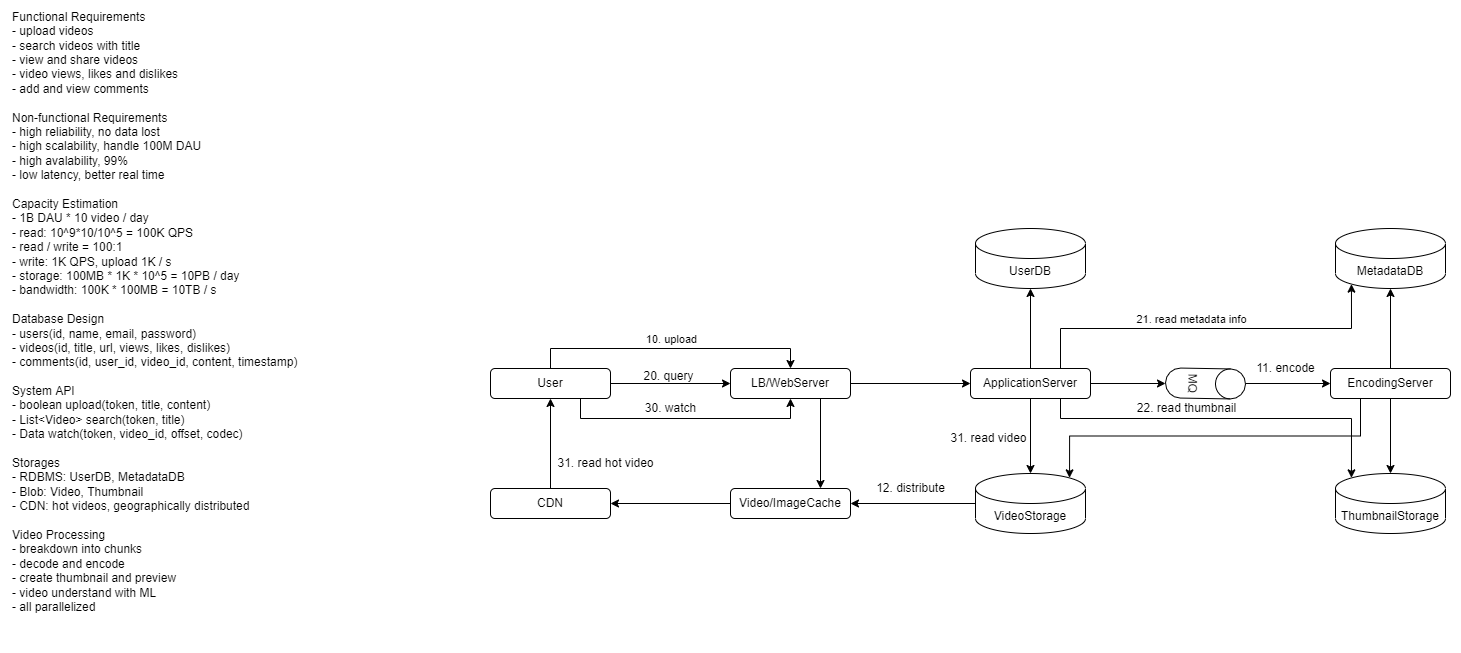 Functional Requirements
- upload videos
- search videos with title
- view and share videos
- video views, likes and dislikes
- add and view comments
Non-functional Requirements
- high reliability, no data lost
- high scalability, handle 100M DAU
- high avalability, 99%
- low latency, better real time
Capacity Estimation
- 1B DAU * 10 video / day
- read: 10^9*10/10^5 = 100K QPS
- read / write = 100:1
- write: 1K QPS, upload 1K / s
- storage: 100MB * 1K * 10^5 = 10PB / day
- bandwidth: 100K * 100MB = 10TB / s
Database Design
- users(id, name, email, password)
- videos(id, title, url, views, likes, dislikes)
- comments(id, user_id, video_id, content, timestamp)
System API
- boolean upload(token, title, content)
- List<Video> search(token, title)
- Data watch(token, video_id, offset, codec)
Storages
- RDBMS: UserDB, MetadataDB
- Blob: Video, Thumbnail
- CDN: hot videos, geographically distributed
Video Processing
- breakdown into chunks
- decode and encode
- create thumbnail and preview
- video understand with ML
- all parallelized
UserDB
MetadataDB
21. read metadata info
10. upload
User
20. query
LB/WebServer
ApplicationServer
MQ
11. encode
EncodingServer
30. watch
22. read thumbnail
31. read video
31. read hot video
12. distribute
CDN
Video/ImageCache
VideoStorage
ThumbnailStorage